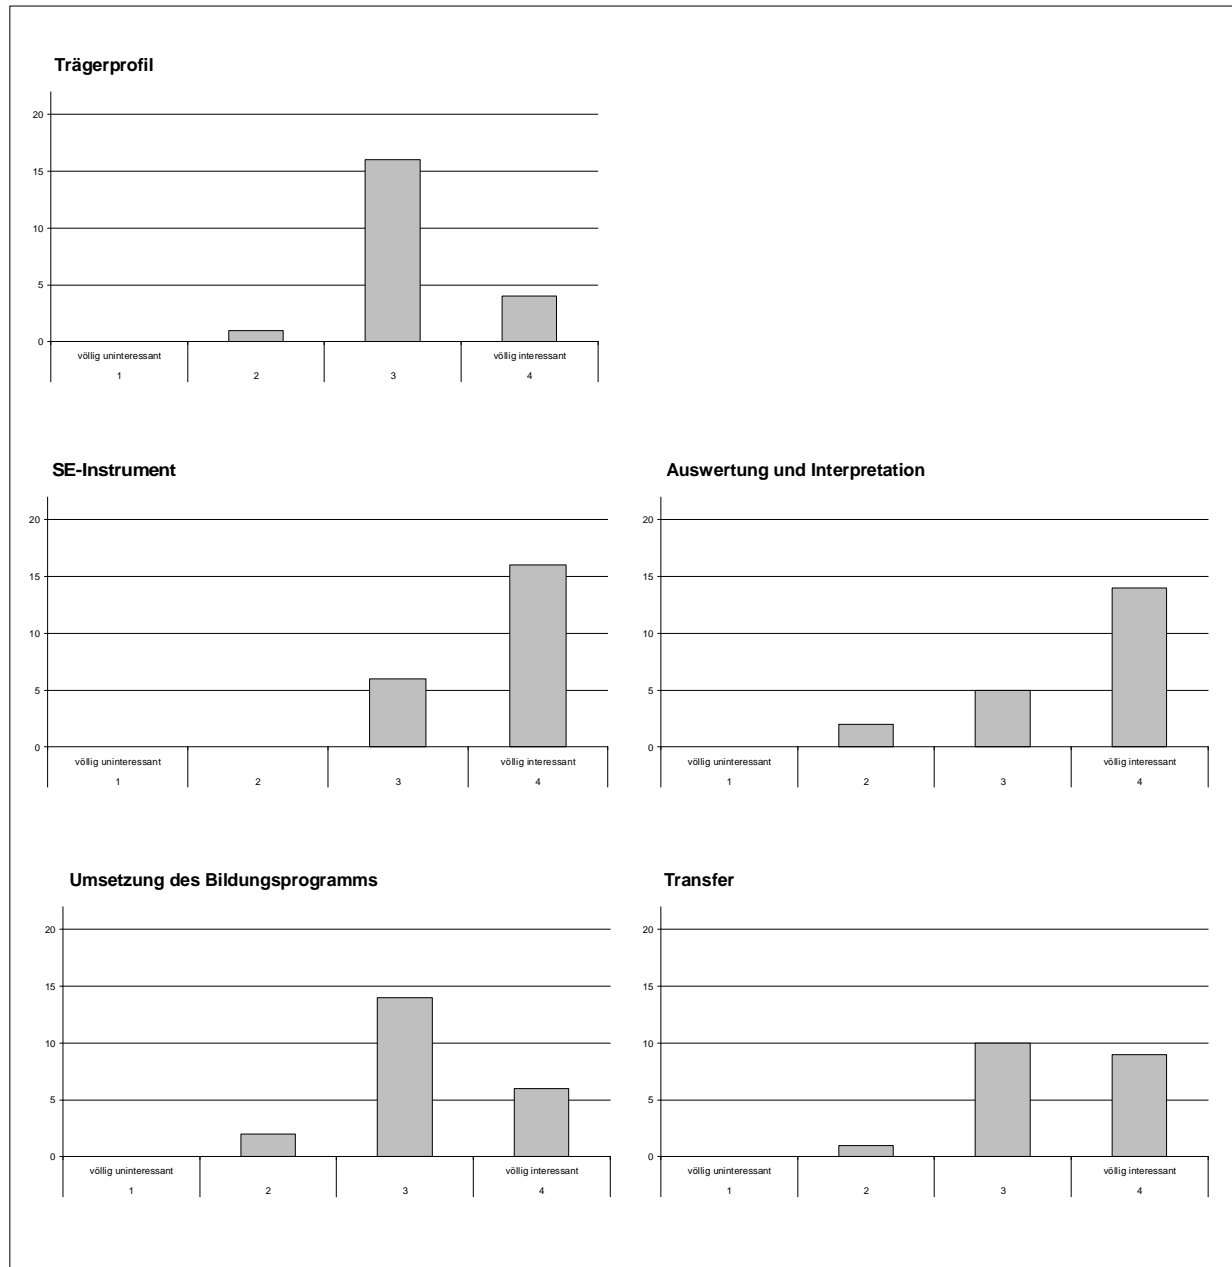 Trägerprofil
20
15
10
5
0
völlig uninteressant völlig interessant
1 2 3 4
SE-Instrument
20
15
10
5
0
völlig uninteressant völlig interessant
1 2 3 4
Auswertung und Interpretation
20
15
10
5
0
völlig uninteressant völlig interessant
1 2 3 4
Umsetzung des Bildungsprogramms
20
15
10
5
0
völlig uninteressant völlig interessant
1 2 3 4
Transfer
20
15
10
5
0
völlig uninteressant völlig interessant
1 2 3 4